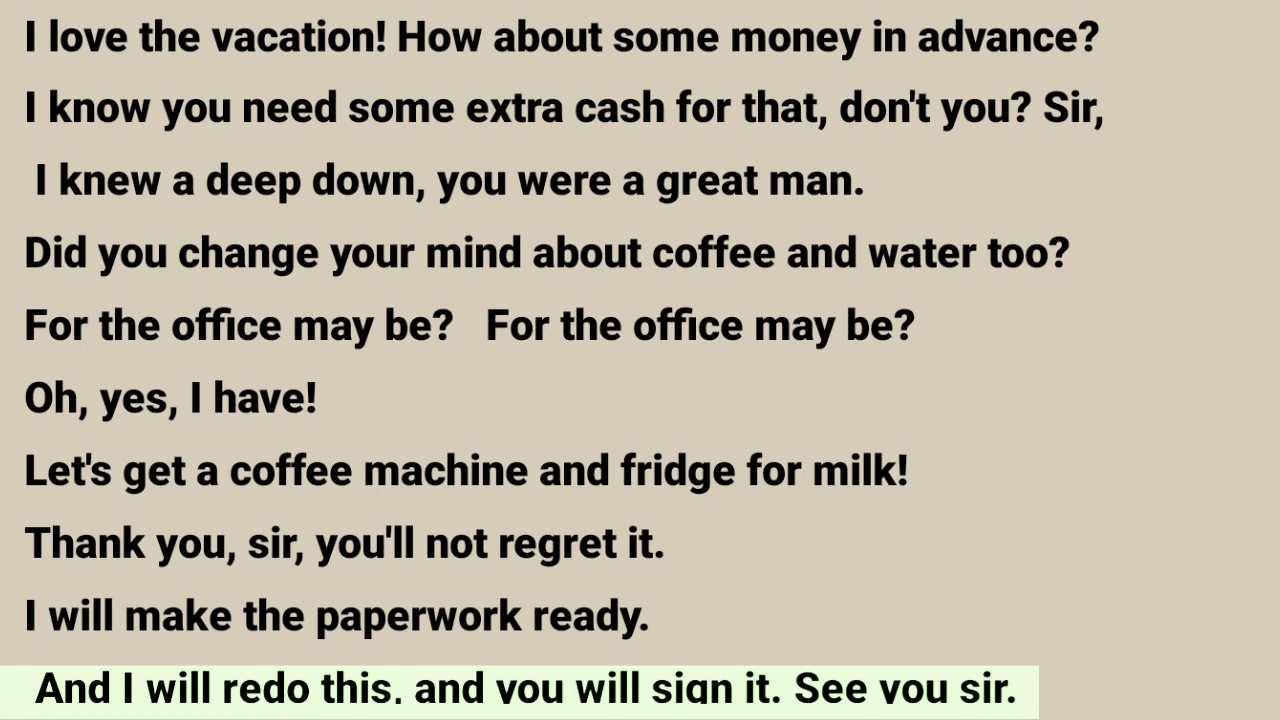 I love the vacation! How about some money in advance?
I know you need some extra cash for that, don't you? Sir,
I knew a deep down, you were a great man.
Did you change your mind about coffee and water too?
For the office may be? For the office may be?
Oh, yes, I have!
Let's get a coffee machine and fridge for milk!
Thank you, sir, you'll not regret it.
I will make the paperwork ready.
And I will redo this, and you will sign it. See you sir.